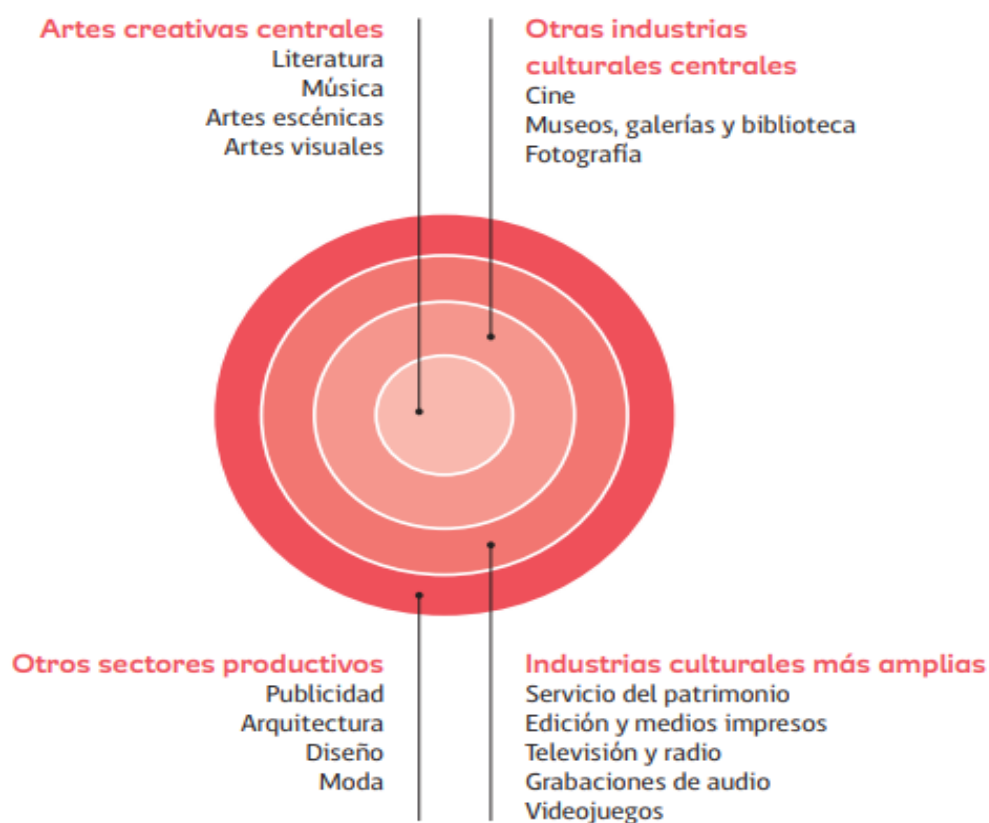 Artes creativas centrales
Literatura
Música
Artes escénicas
Artes visuales
Otras industrias
culturales centrales
Cine
Museos, galerías y biblioteca
Fotografía
Otros sectores productivos
Publicidad
Arquitectura
Diseño
Moda
Industrias culturales más amplias
Servicio del patrimonio
Edición y medios impresos
Televisión y radio
Grabaciones de audio
Videojuegos